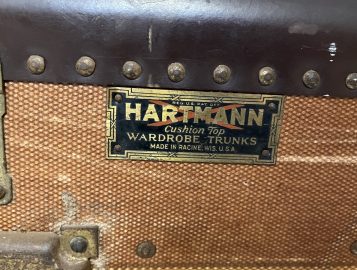 REG. U.S. PAT. OFF.
HARTMANN
Cushion Top
WARDROBE TRUNKS
MADE IN RACINE, WIS. U.S.A.